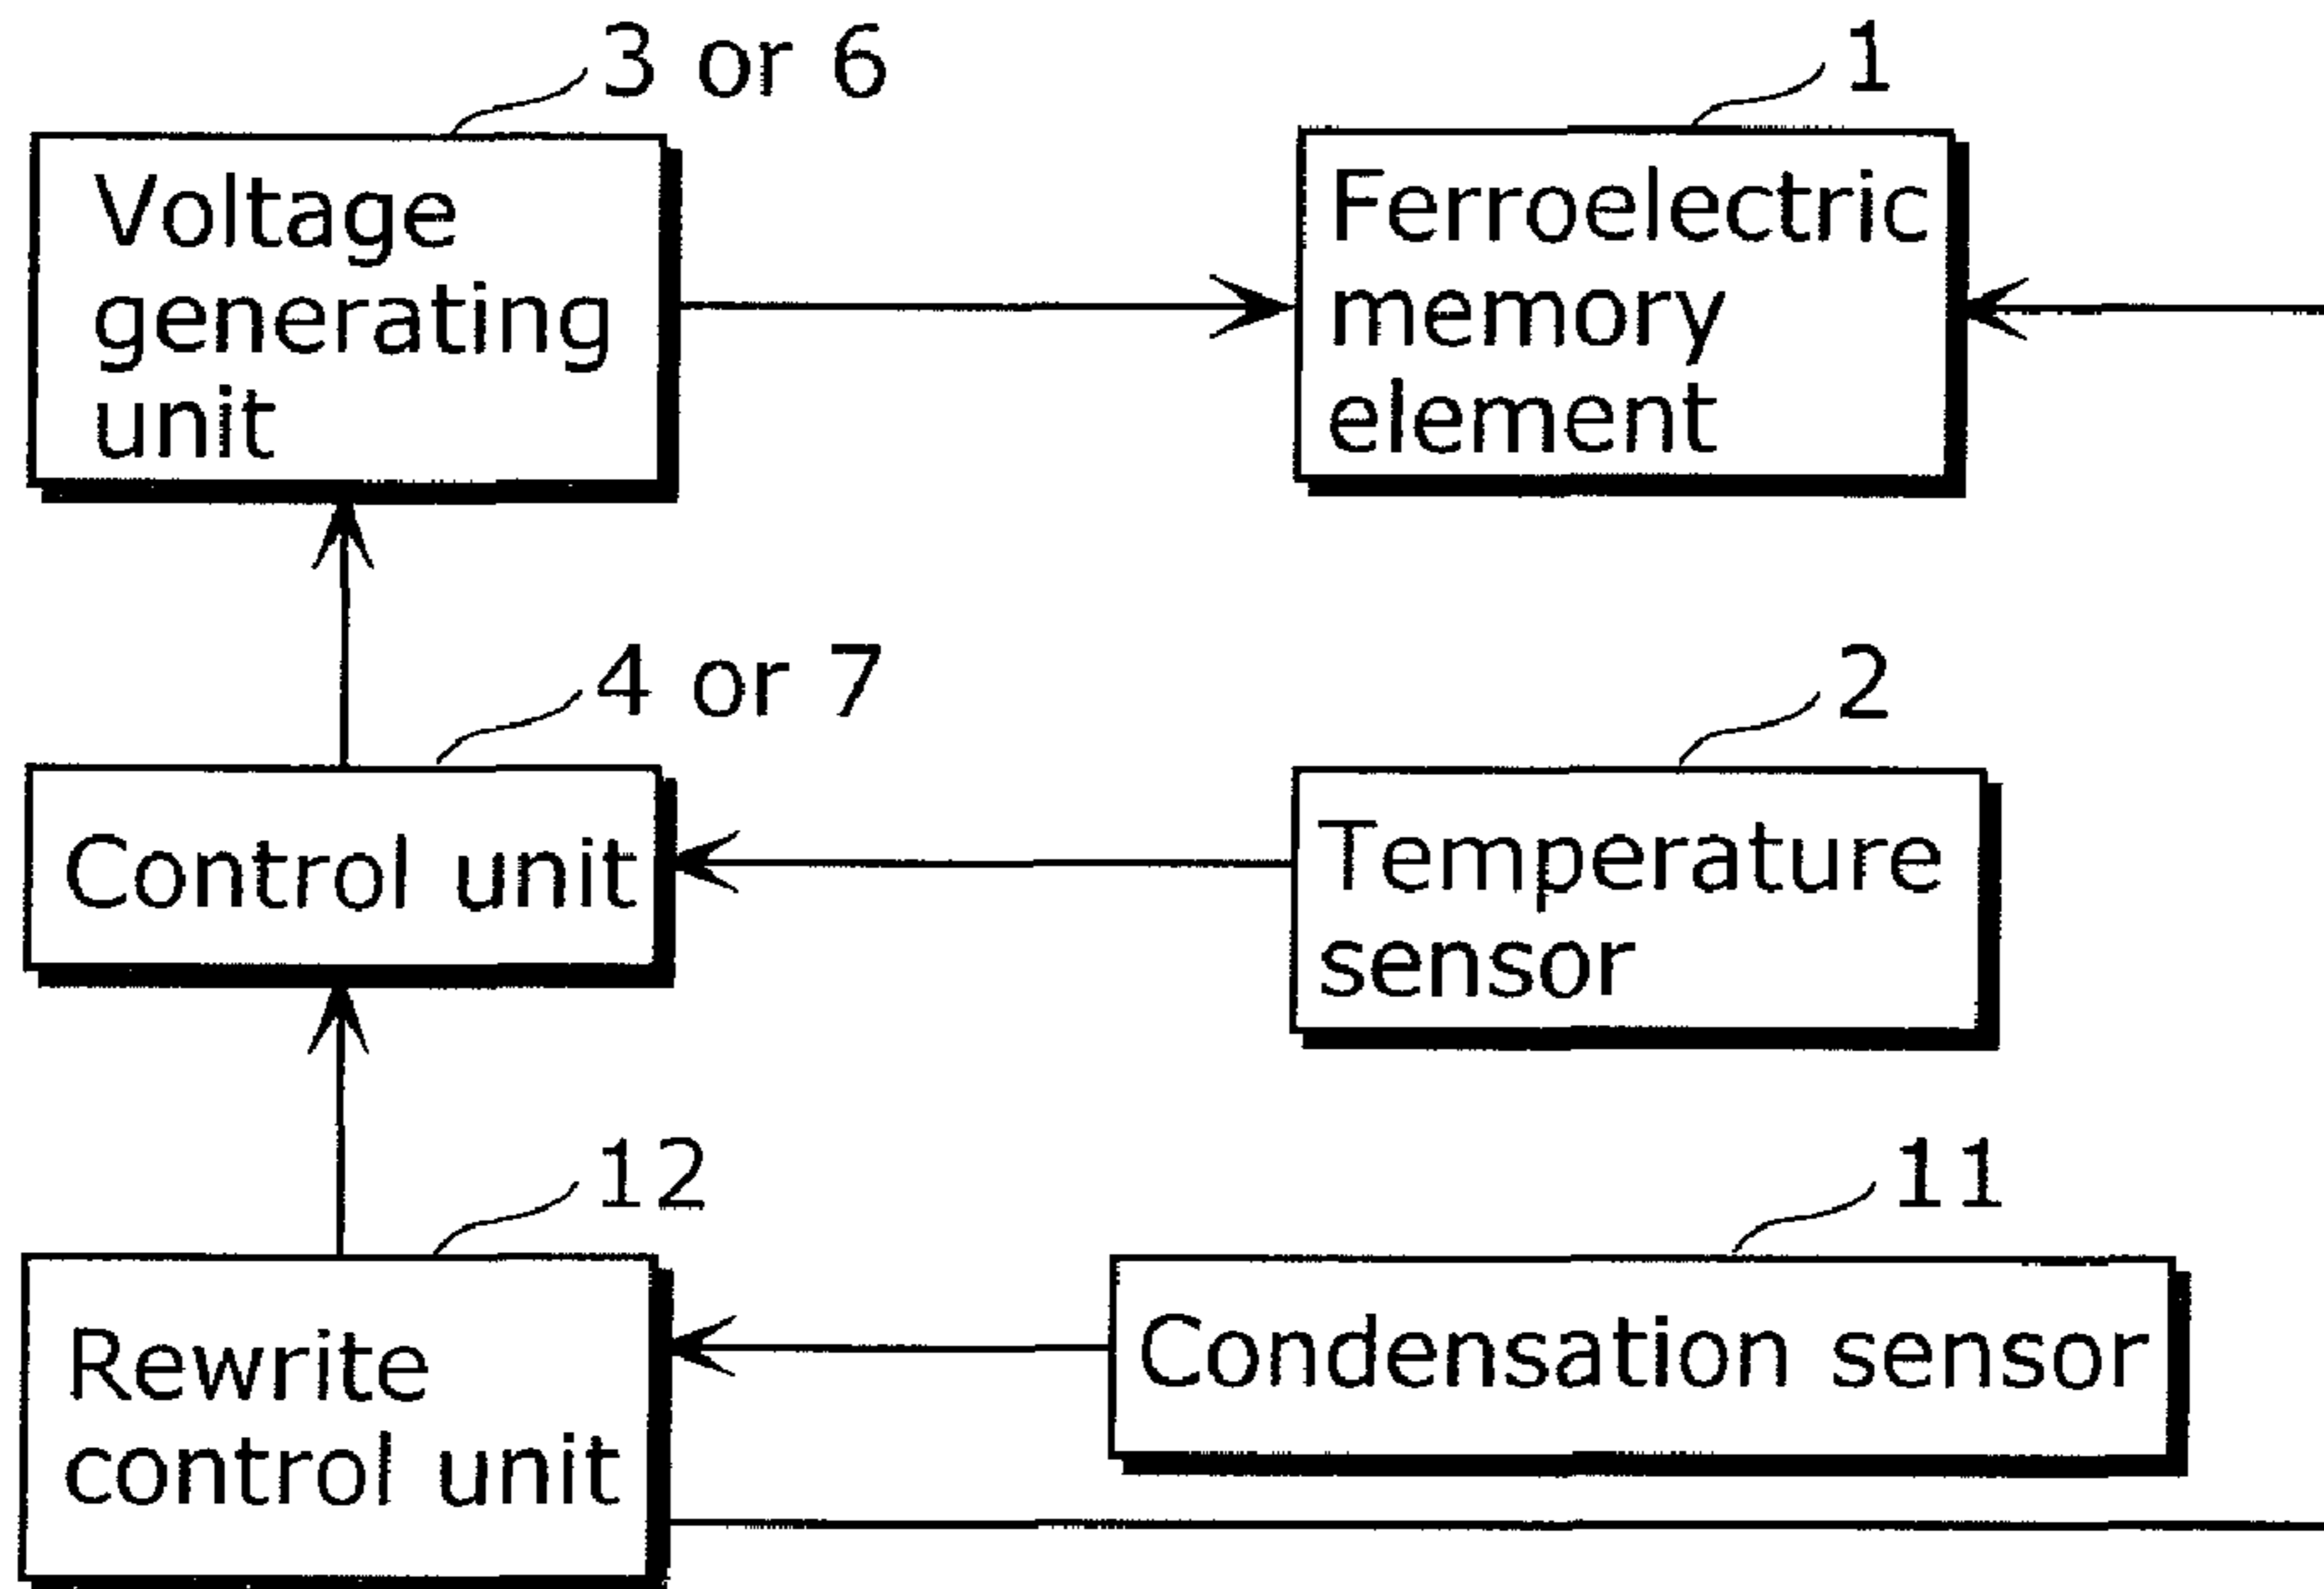 3 or 6
1
Voltage
generating
unit
Ferroelectric
memory
element
4 or 7
2
Control unit
Temperature
sensor
12
11
Rewrite
control unit
Condensation sensor